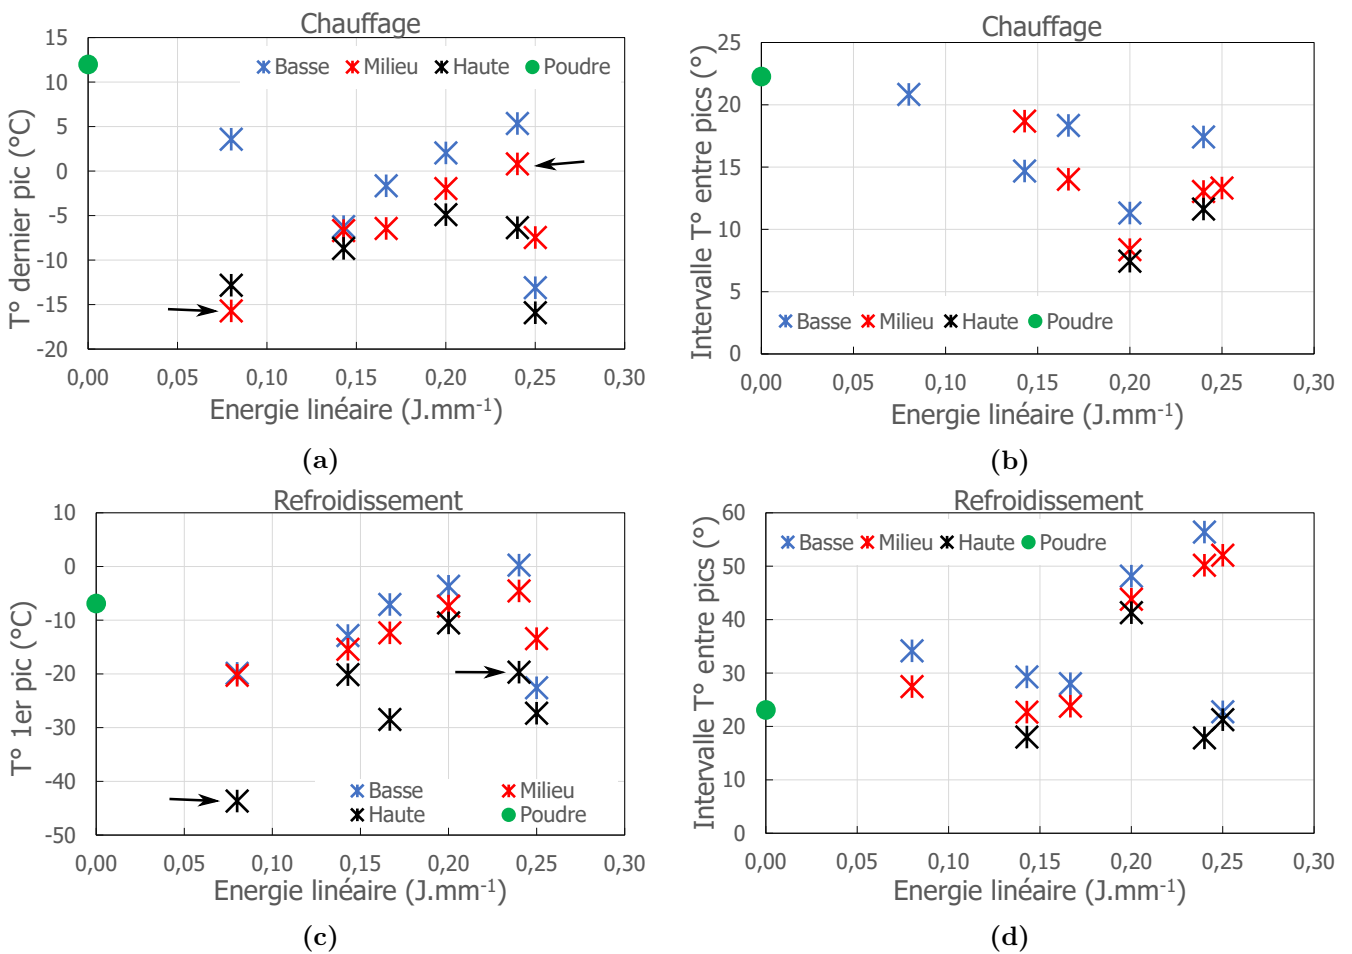 Chauffage
15
10
5
0
-5
-10
-15
-20
T° dernier pic (°C)
Basse Milieu Haute Poudre
0,00 0,05 0,10 0,15 0,20 0,25 0,30
Energie linéaire (J.mm-1)
(a)
Chauffage
25
20
15
10
5
0
Intervalle T° entre pics (°)
Basse Milieu Haute Poudre
0,00 0,05 0,10 0,15 0,20 0,25 0,30
Energie linéaire (J.mm-1)
(b)
Refroidissement
10
0
-10
-20
-30
-40
-50
T° 1er pic (°C)
Basse Milieu
Haute Poudre
0,00 0,05 0,10 0,15 0,20 0,25 0,30
Energie linéaire (J.mm-1)
(c)
Refroidissement
60
50
40
30
20
10
0
Intervalle T° entre pics (°)
Basse Milieu Haute Poudre
0,00 0,05 0,10 0,15 0,20 0,25 0,30
Energie linéaire (J.mm-1)
(d)